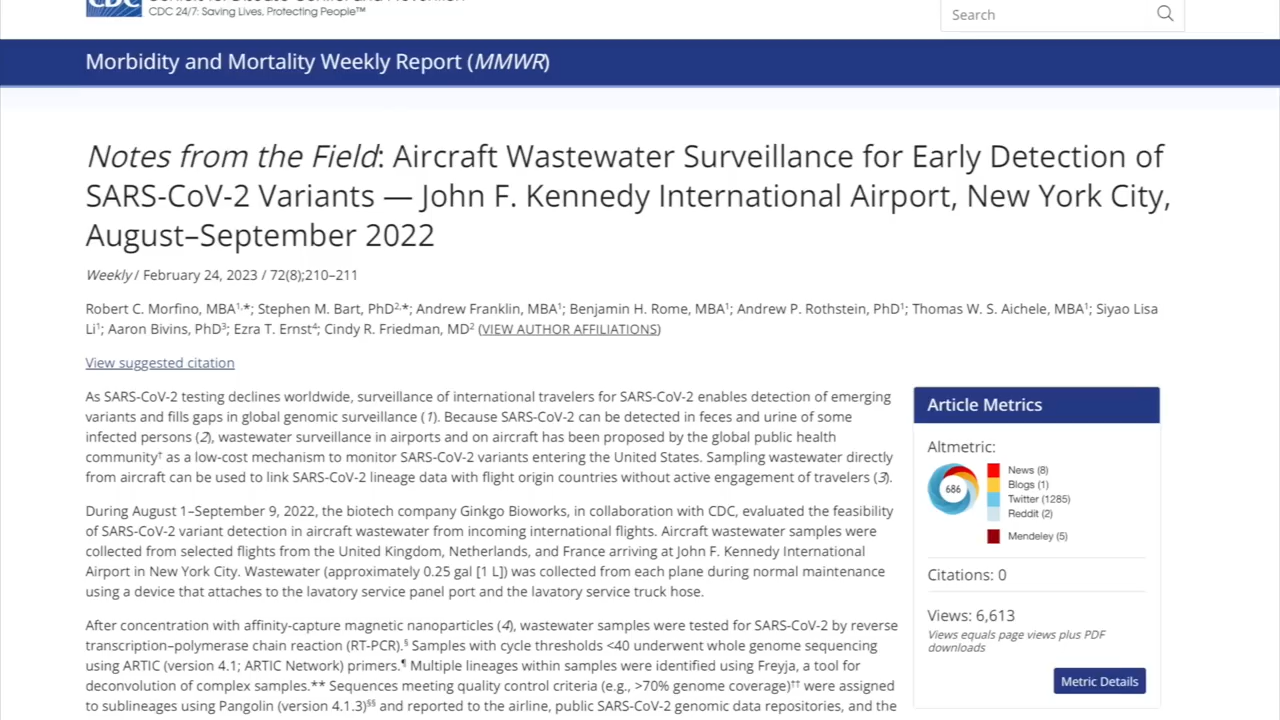 CDC
CDC 24/7: Saving Lives, Protecting People™
Search
Morbidity and Mortality Weekly Report (MMWR)
Notes from the Field: Aircraft Wastewater Surveillance for Early Detection of
SARS-CoV-2 Variants — John F. Kennedy International Airport, New York City,
August–September 2022
Weekly / February 24, 2023 / 72(8);210–211
Robert C. Morfino, MBA1,*; Stephen M. Bart, PhD2,*; Andrew Franklin, MBA1; Benjamin H. Rome, MBA1; Andrew P. Rothstein, PhD1; Thomas W. S. Aichele, MBA1; Siyao Lisa
Li1; Aaron Bivins, PhD3; Ezra T. Ernst4; Cindy R. Friedman, MD2 (VIEW AUTHOR AFFILIATIONS)
View suggested citation
As SARS-CoV-2 testing declines worldwide, surveillance of international travelers for SARS-CoV-2 enables detection of emerging
variants and fills gaps in global genomic surveillance (1). Because SARS-CoV-2 can be detected in feces and urine of some
infected persons (2), wastewater surveillance in airports and on aircraft has been proposed by the global public health
community† as a low-cost mechanism to monitor SARS-CoV-2 variants entering the United States. Sampling wastewater directly
from aircraft can be used to link SARS-CoV-2 lineage data with flight origin countries without active engagement of travelers (3).
During August 1–September 9, 2022, the biotech company Ginkgo Bioworks, in collaboration with CDC, evaluated the feasibility
of SARS-CoV-2 variant detection in aircraft wastewater from incoming international flights. Aircraft wastewater samples were
collected from selected flights from the United Kingdom, Netherlands, and France arriving at John F. Kennedy International
Airport in New York City. Wastewater (approximately 0.25 gal [1 L]) was collected from each plane during normal maintenance
using a device that attaches to the lavatory service panel port and the lavatory service truck hose.
After concentration with affinity-capture magnetic nanoparticles (4), wastewater samples were tested for SARS-CoV-2 by reverse
transcription–polymerase chain reaction (RT-PCR).§ Samples with cycle thresholds <40 underwent whole genome sequencing
using ARTIC (version 4.1; ARTIC Network) primers.¶ Multiple lineages within samples were identified using Freyja, a tool for
deconvolution of complex samples.** Sequences meeting quality control criteria (e.g., >70% genome coverage)†† were assigned
to sublineages using Pangolin (version 4.1.3)§§ and reported to the airline, public SARS-CoV-2 genomic data repositories, and the
Article Metrics
Altmetric:
686
News (8)
Blogs (1)
Twitter (1285)
Reddit (2)
Mendeley (5)
Citations: 0
Views: 6,613
Views equals page views plus PDF
downloads
Metric Details